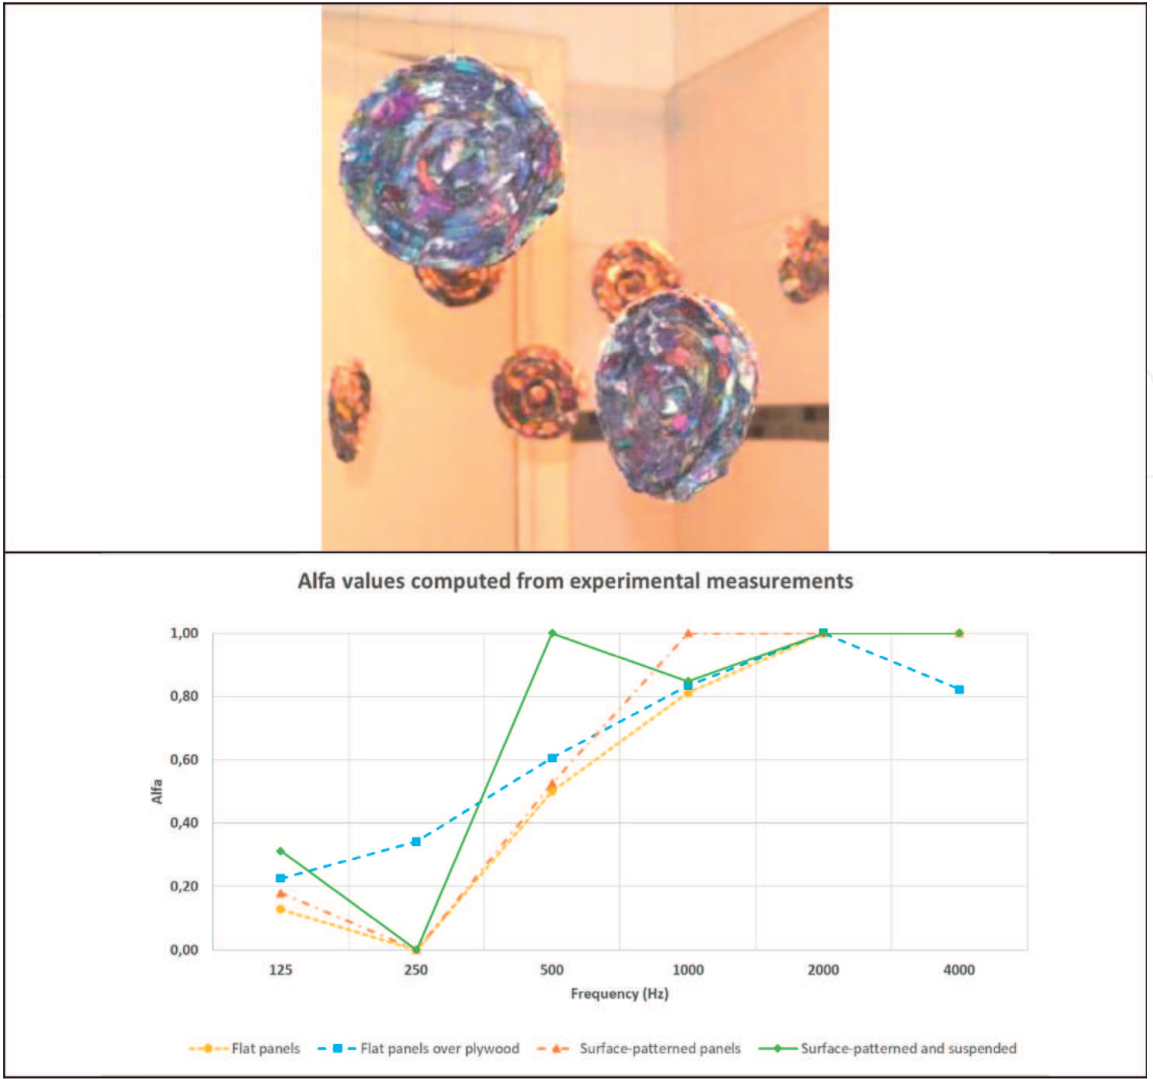 Alfa values computed from experimental measurements
1,00
0,80
0,60
0,40
0,20
0,00
Alfa
125 250 500 1000 2000 4000
Frequency (Hz)
Flat panels Flat panels over plywood Surface-patterned panels Surface-patterned and suspended